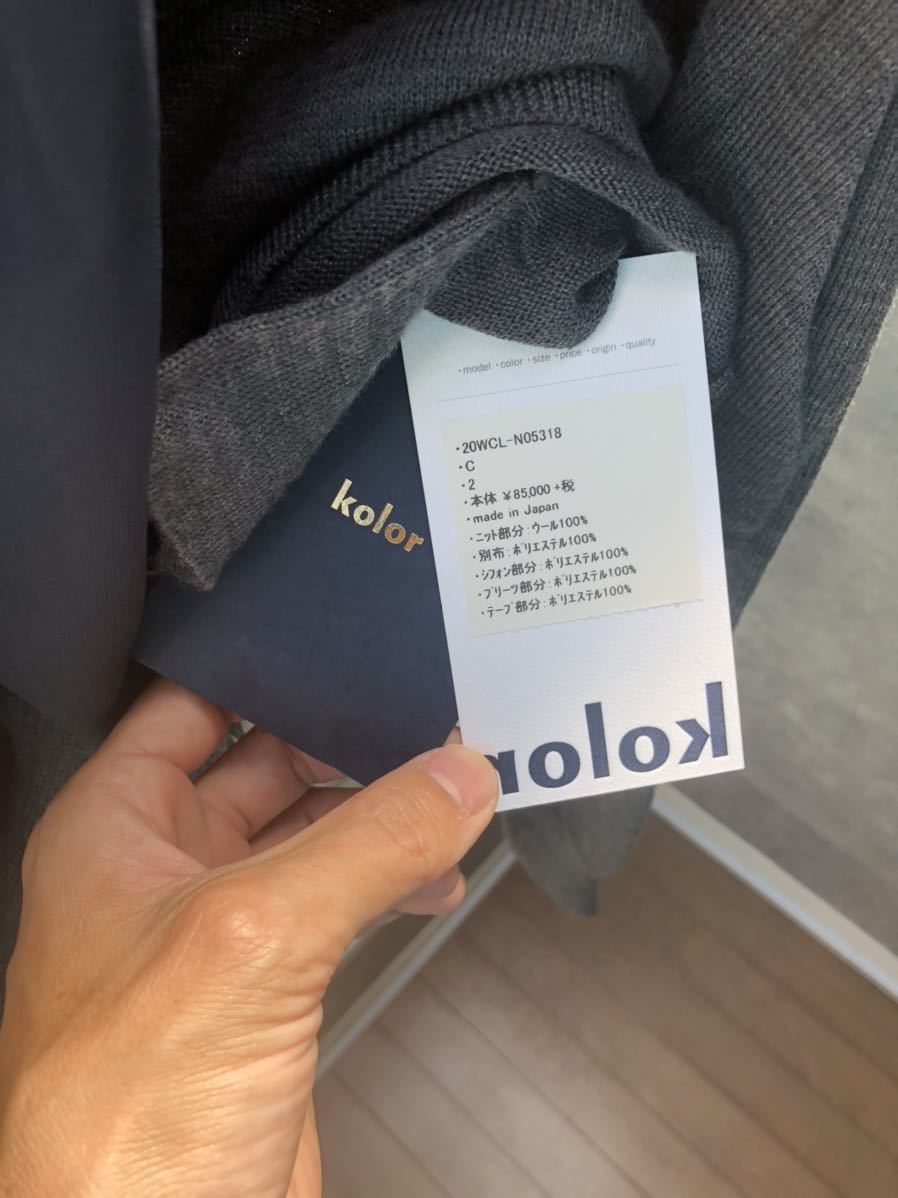 ・model ・color ・size ・price ・origin ・quality
・20WCL-N05318
・C
・2
・本体 ¥85,000 +税
・made in Japan
・ニット部分:ウール100%
・別布:ポリエステル100%
・シフォン部分:ポリエステル100%
・プリーツ部分:ポリエステル100%
・テープ部分:ポリエステル100%
kolor
kolor